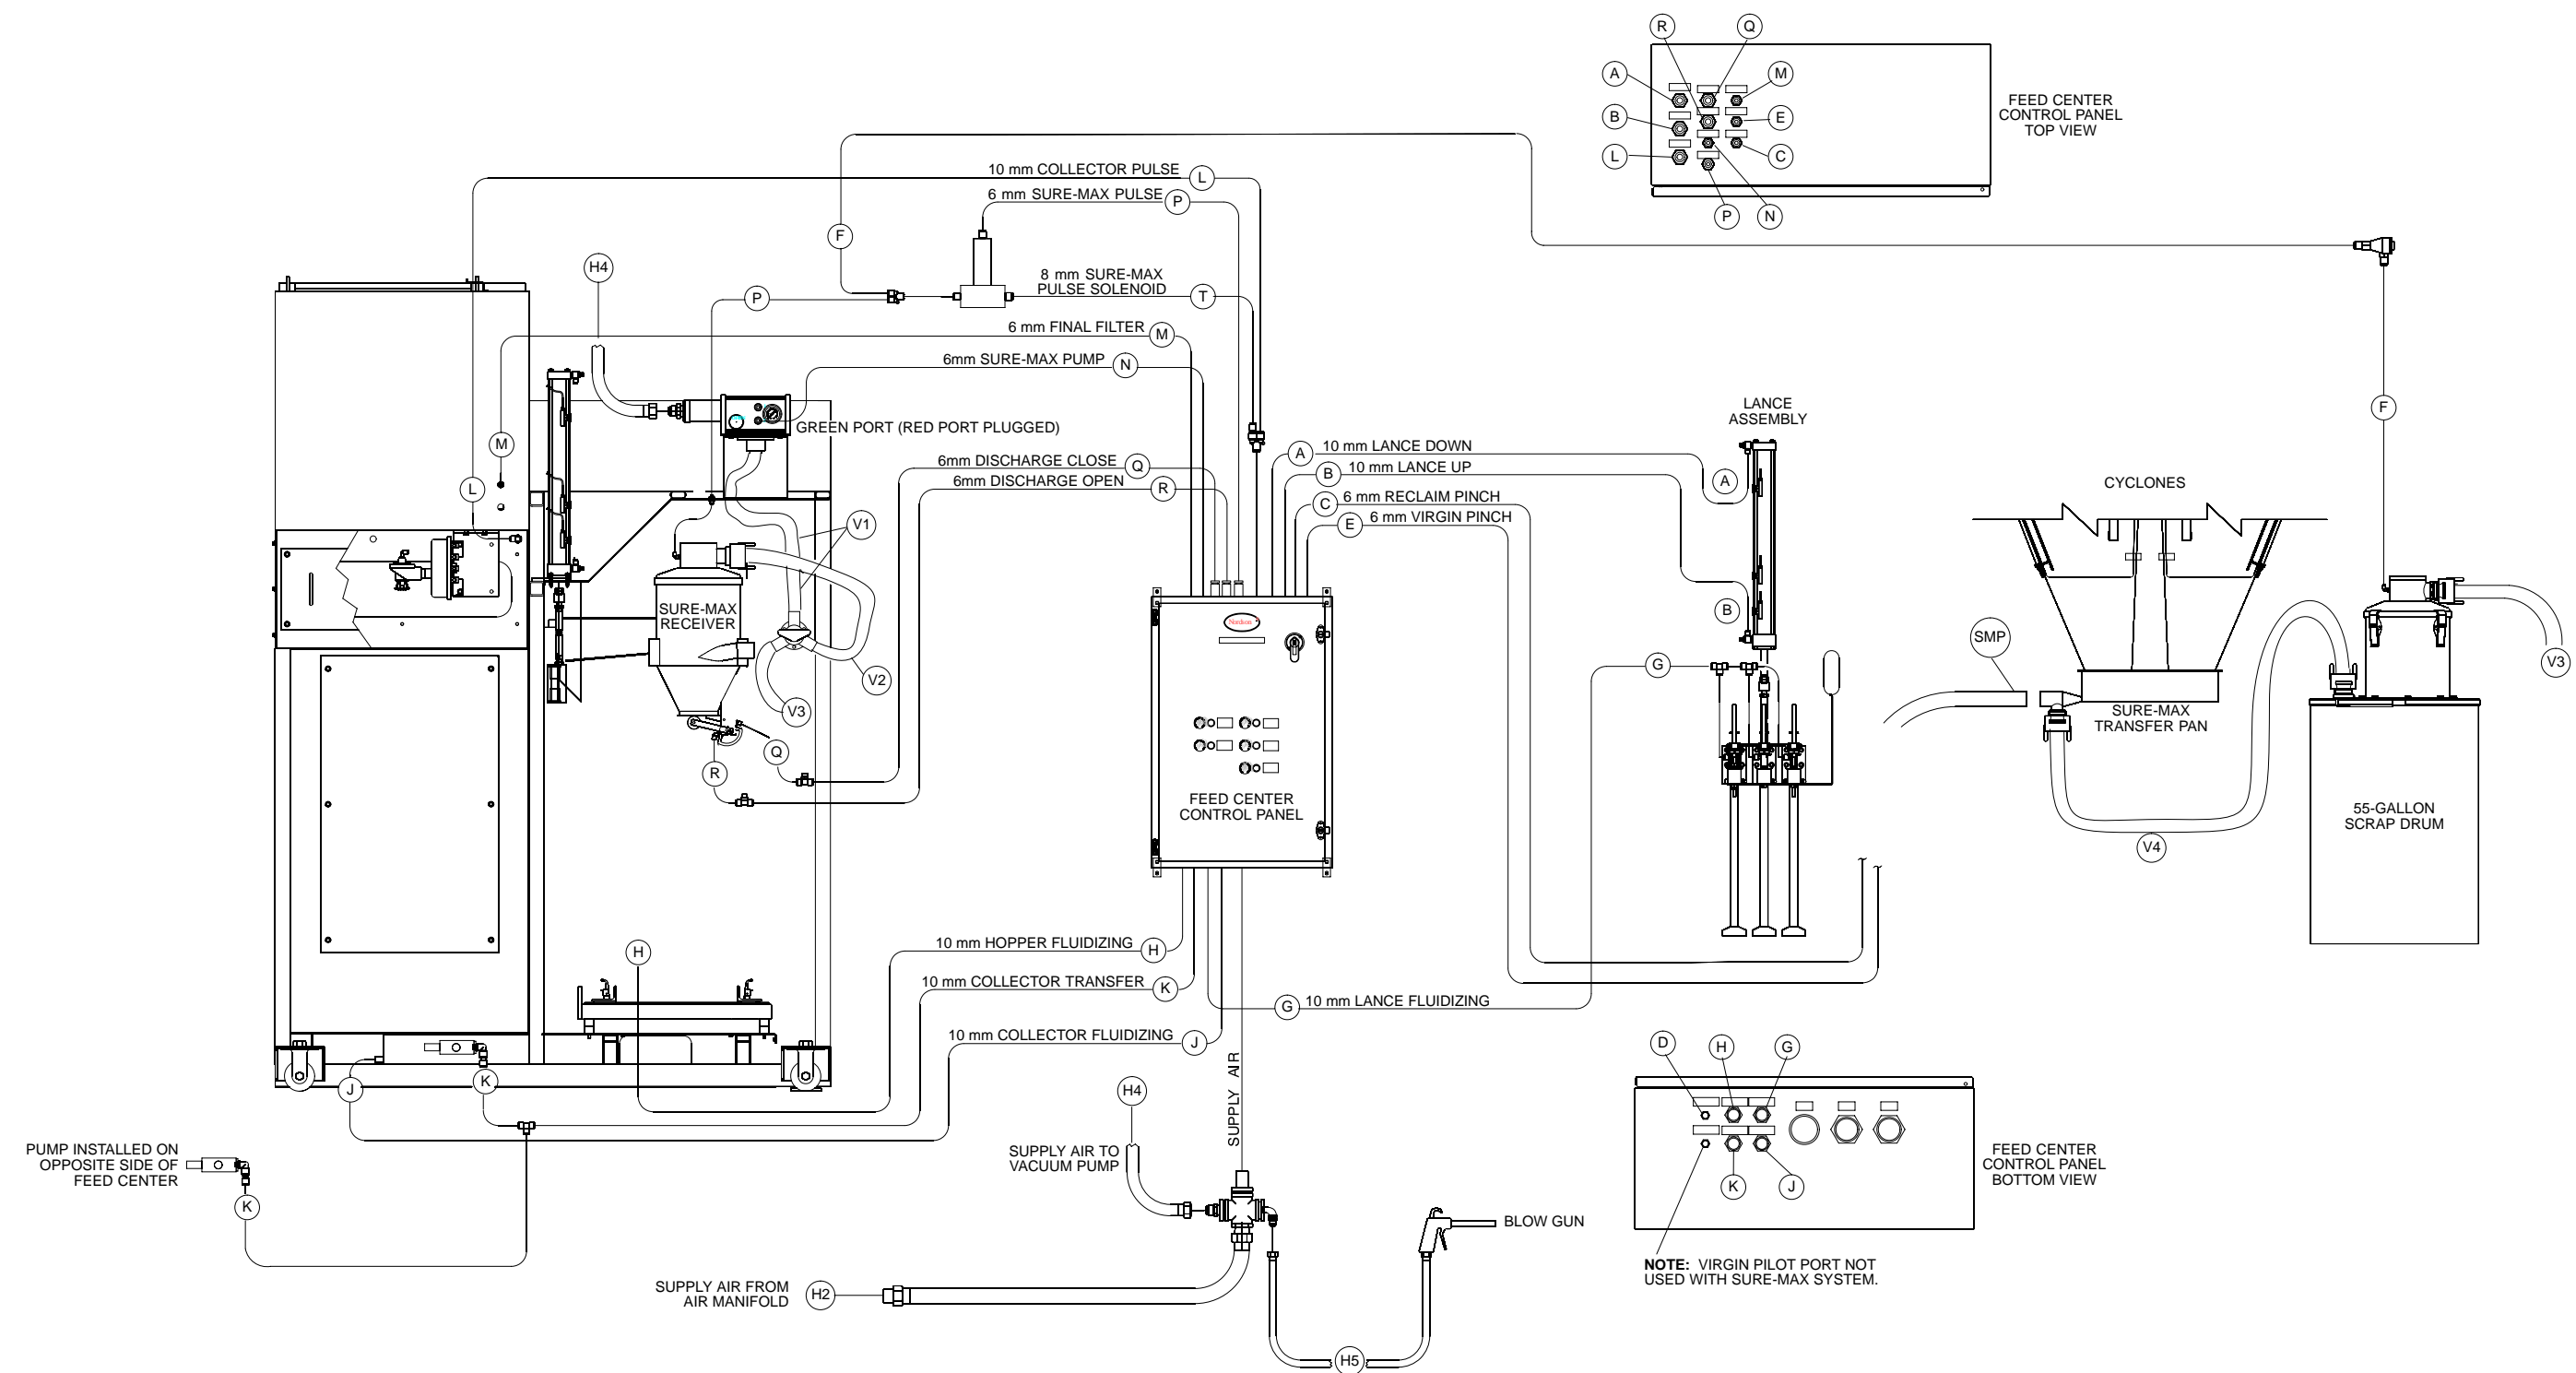 R
Q
A
M
B
E
L
C
P
N
FEED CENTER
CONTROL PANEL
TOP VIEW
10 mm COLLECTOR PULSE
L
6 mm SURE-MAX PULSE
P
F
H4
8 mm SURE-MAX
PULSE SOLENOID
T
P
6 mm FINAL FILTER
M
6mm SURE-MAX PUMP
N
GREEN PORT (RED PORT PLUGGED)
M
L
6mm DISCHARGE CLOSE
Q
6mm DISCHARGE OPEN
R
A
10 mm LANCE DOWN
B
10 mm LANCE UP
C
6 mm RECLAIM PINCH
E
6 mm VIRGIN PINCH
LANCE
ASSEMBLY
A
B
F
CYCLONES
V1
SURE-MAX
RECEIVER
V2
V3
Q
R
Nordson
G
SMP
V3
SURE-MAX
TRANSFER PAN
FEED CENTER
CONTROL PANEL
55-GALLON
SCRAP DRUM
V4
H
10 mm HOPPER FLUIDIZING
H
10 mm COLLECTOR TRANSFER
K
G
10 mm LANCE FLUIDIZING
10 mm COLLECTOR FLUIDIZING
J
SUPPLY AIR
J
K
D
H
G
K
J
FEED CENTER
CONTROL PANEL
BOTTOM VIEW
NOTE: VIRGIN PILOT PORT NOT
USED WITH SURE-MAX SYSTEM.
H4
SUPPLY AIR TO
VACUUM PUMP
PUMP INSTALLED ON
OPPOSITE SIDE OF
FEED CENTER
K
BLOW GUN
SUPPLY AIR FROM
AIR MANIFOLD
H2
H5